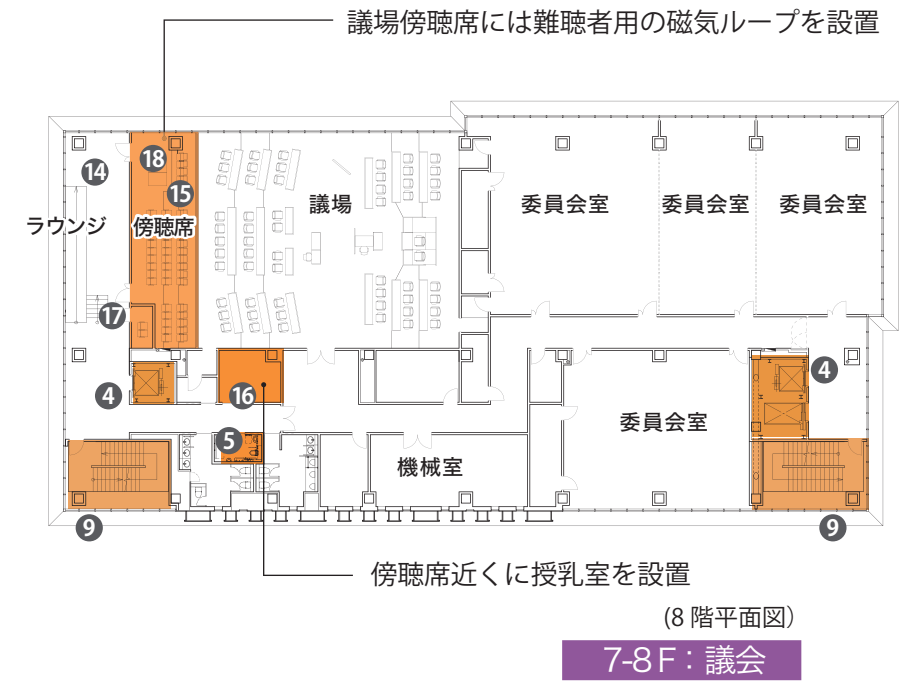 議場傍聴席には難聴者用の磁気ループを設置
18
14
15
ラウンジ
傍聴席
議場
委員会室
委員会室
委員会室
17
4
16
4
5
委員会室
機械室
9
9
傍聴席近くに授乳室を設置
(8 階平面図）
7-8 F：議会